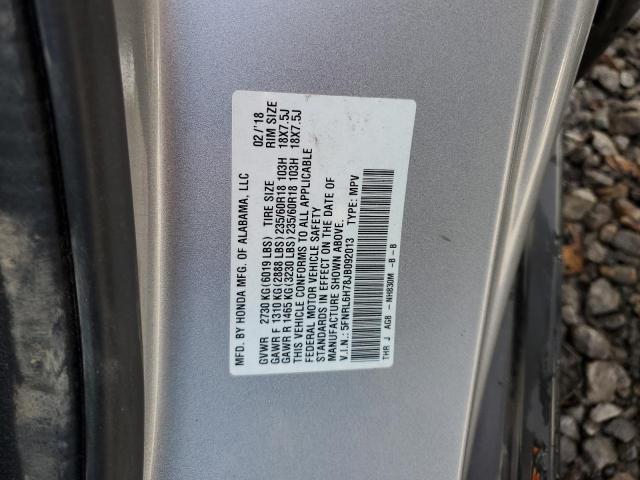 MFD. BY HONDA MFG. OF ALABAMA, LLC 02/'18
GVWR 2730 KG(6019 LBS) TIRE SIZE RIM SIZE
GAWR F 1310 KG(2888 LBS)235/60R18 103H 18X7.5J
GAWR R 1465 KG(3230 LBS)235/60R18 103H 18X7.5J
THIS VEHICLE CONFORMS TO ALL APPLICABLE
FEDERAL MOTOR VEHICLE SAFETY
STANDARDS IN EFFECT ON THE DATE OF
MANUFACTURE SHOWN ABOVE.
V.I.N.: 5FNRL6H78JB092013 TYPE: MPV
THR J AG8 -NH830M -B -B